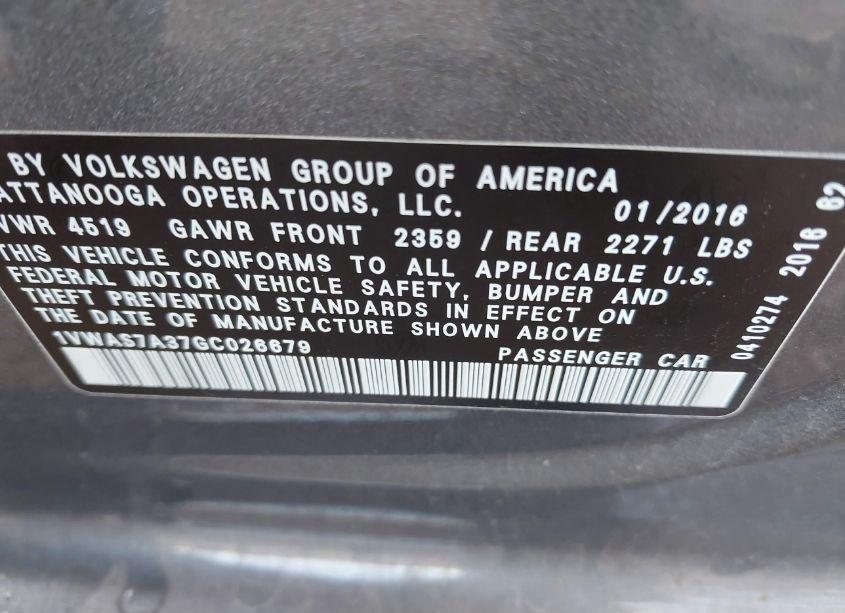 BY VOLKSWAGEN GROUP OF AMERICA
ATTANOOGA OPERATIONS, LLC. 01/2016
VWR 4519 GAWR FRONT 2359 / REAR 2271 LBS
THIS VEHICLE CONFORMS TO ALL APPLICABLE U.S.
FEDERAL MOTOR VEHICLE SAFETY, BUMPER AND
THEFT PREVENTION STANDARDS IN EFFECT ON
THE DATE OF MANUFACTURE SHOWN ABOVE
1VWAS7A37GC026679 PASSENGER CAR
0410274 2016 62